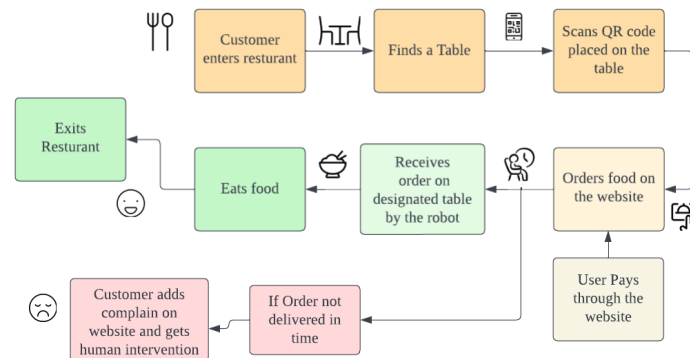 Customer
enters resturant
Finds a Table
Scans QR code
placed on the
table
Exits
Resturant
Eats food
Receives
order on
designated table
by the robot
Orders food on
the website
User Pays
through the
website
If Order not
delivered in
time
Customer adds
complain on
website and gets
human intervention